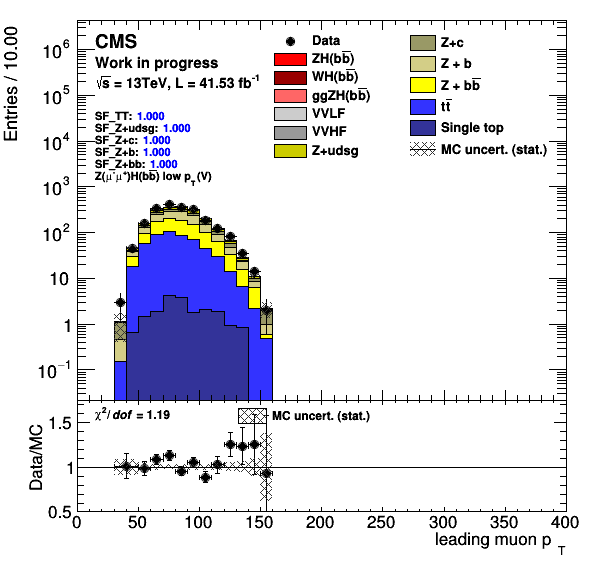 CMS
Work in progress
√s = 13TeV, L = 41.53 fb⁻¹
SF_TT: 1.000
SF_Z+udsg: 1.000
SF_Z+c: 1.000
SF_Z+b: 1.000
SF_Z+bb: 1.000
Z(μ⁻μ⁺)H(bb̅) low p_T(V)
Data
ZH(bb̅)
WH(bb̅)
ggZH(bb̅)
VVLF
VVHF
Z+udsg
Z+c
Z + b
Z + bb̅
tt̅
Single top
MC uncert. (stat.)
Entries / 10.00
10⁶
10⁵
10⁴
10³
10²
10
1
10⁻¹
χ²/dof = 1.19
MC uncert. (stat.)
Data/MC
1.5
1
0.5
0 50 100 150 200 250 300 350 400
leading muon p_T